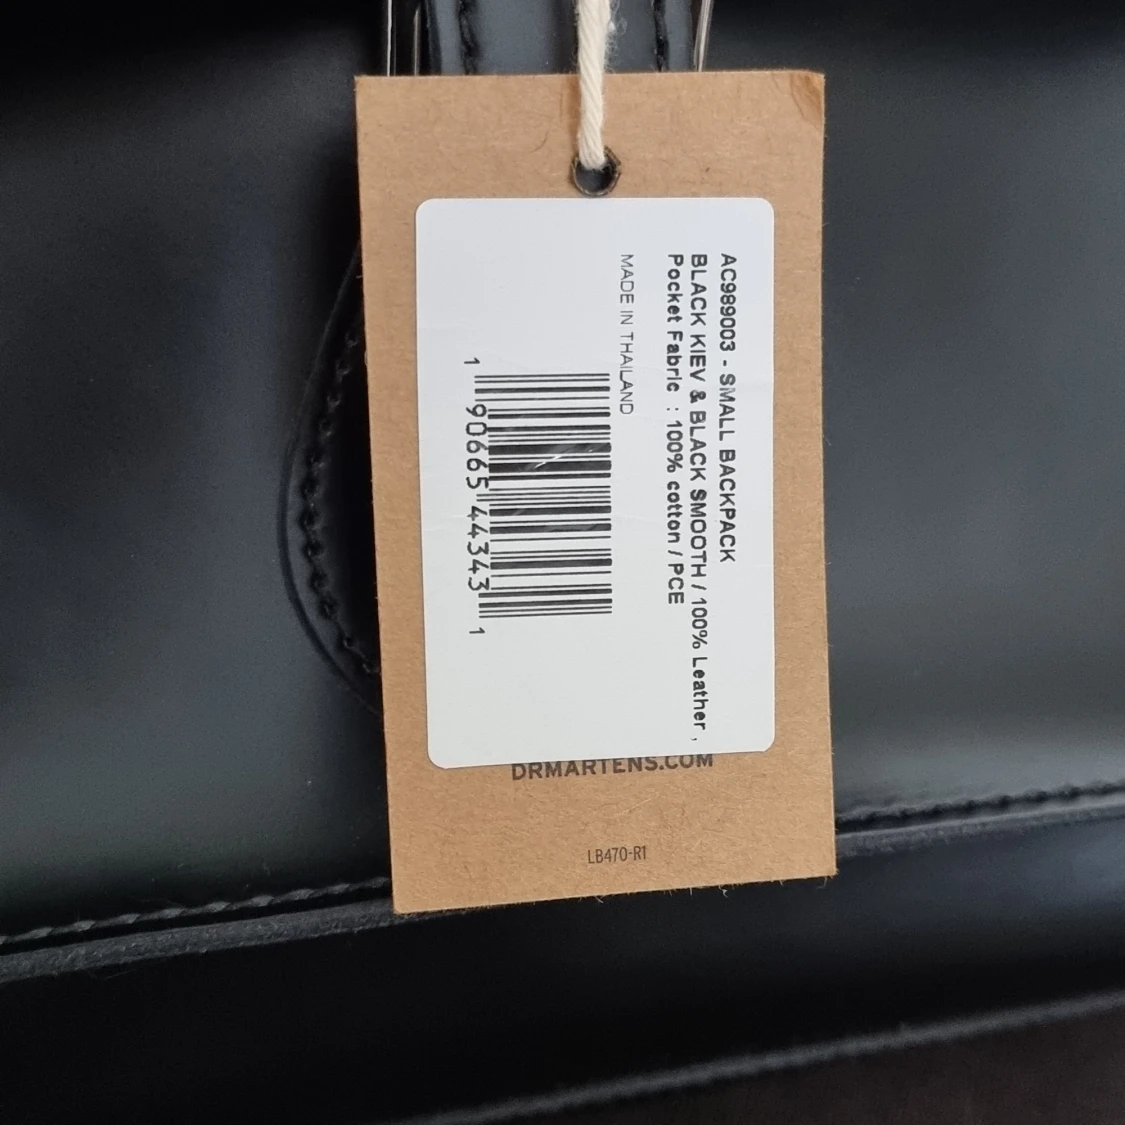 AC989003 - SMALL BACKPACK
BLACK KIEV & BLACK SMOOTH / 100% Leather ,
Pocket Fabric : 100% cotton / PCE
MADE IN THAILAND
1 90665 44343 1
DRMARTENS.COM
LB470-R1